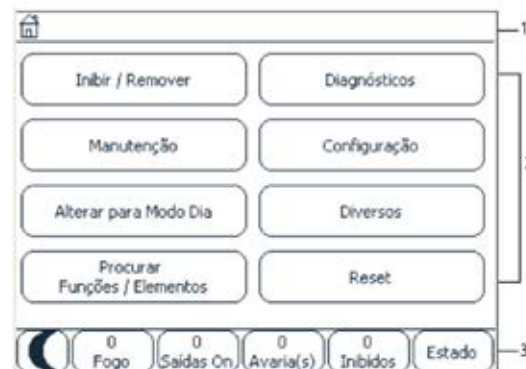 1
Inibir / Remover
Diagnósticos
Manutenção
Configuração
Alterar para Modo Dia
Diversos
Procurar
Funções / Elementos
Reset
0
Fogo
0
Saídas On
0
Avaria(s)
0
Inibidos
Estado
3